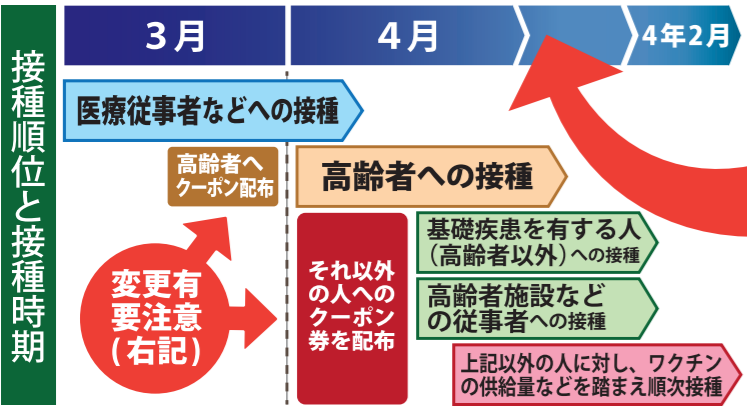 接種順位と接種時期
3月
4月
4年2月
医療従事者などへの接種
高齢者へ
クーポン配布
高齢者への接種
変更有
要注意
(右記)
それ以外
の人への
クーポン
券を配布
基礎疾患を有する人
(高齢者以外)への接種
高齢者施設など
の従事者への接種
上記以外の人に対し、ワクチン
の供給量などを踏まえ順次接種